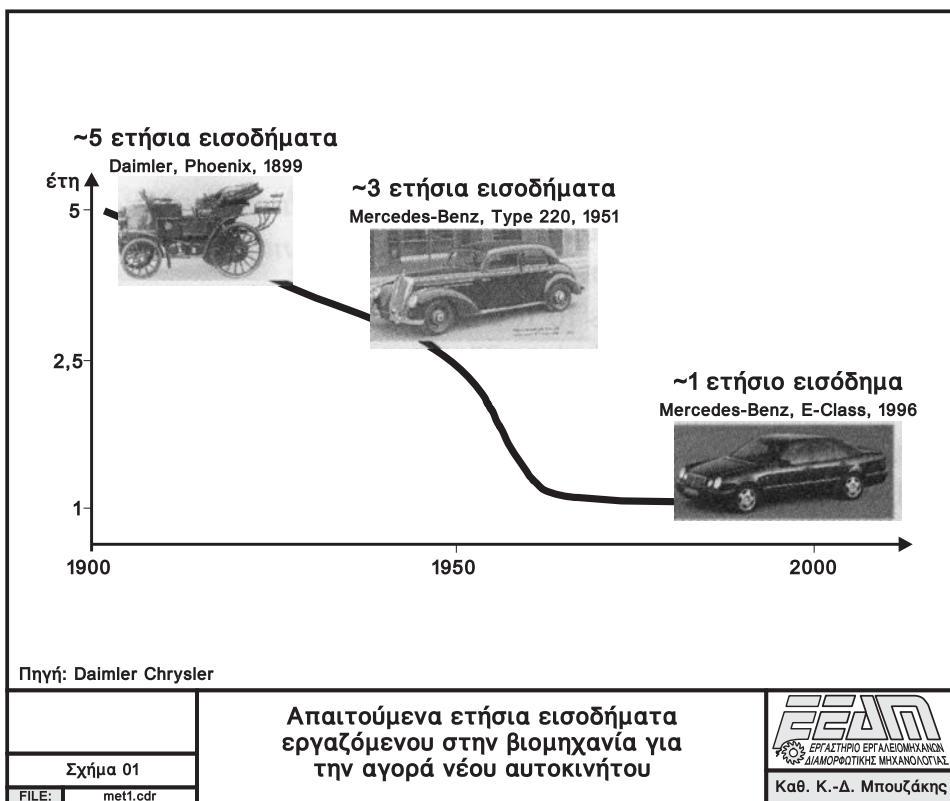 ~5 ετήσια εισοδήματα
Daimler, Phoenix, 1899
έτη
~3 ετήσια εισοδήματα
Mercedes-Benz, Type 220, 1951
5
2,5
~1 ετήσιο εισόδημα
Mercedes-Benz, E-Class, 1996
1
1900
1950
2000
Πηγή: Daimler Chrysler
Απαιτούμενα ετήσια εισοδήματα
εργαζόμενου στην βιομηχανία για
την αγορά νέου αυτοκινήτου
Σχήμα 01
FILE:
met1.cdr
ΕΕΔΜ
ΕΡΓΑΣΤΗΡΙΟ ΕΡΓΑΛΕΙΟΜΗΧΑΝΩΝ
ΔΙΑΜΟΡΦΩΤΙΚΗΣ ΜΗΧΑΝΟΛΟΓΙΑΣ
Καθ. Κ.-Δ. Μπουζάκης